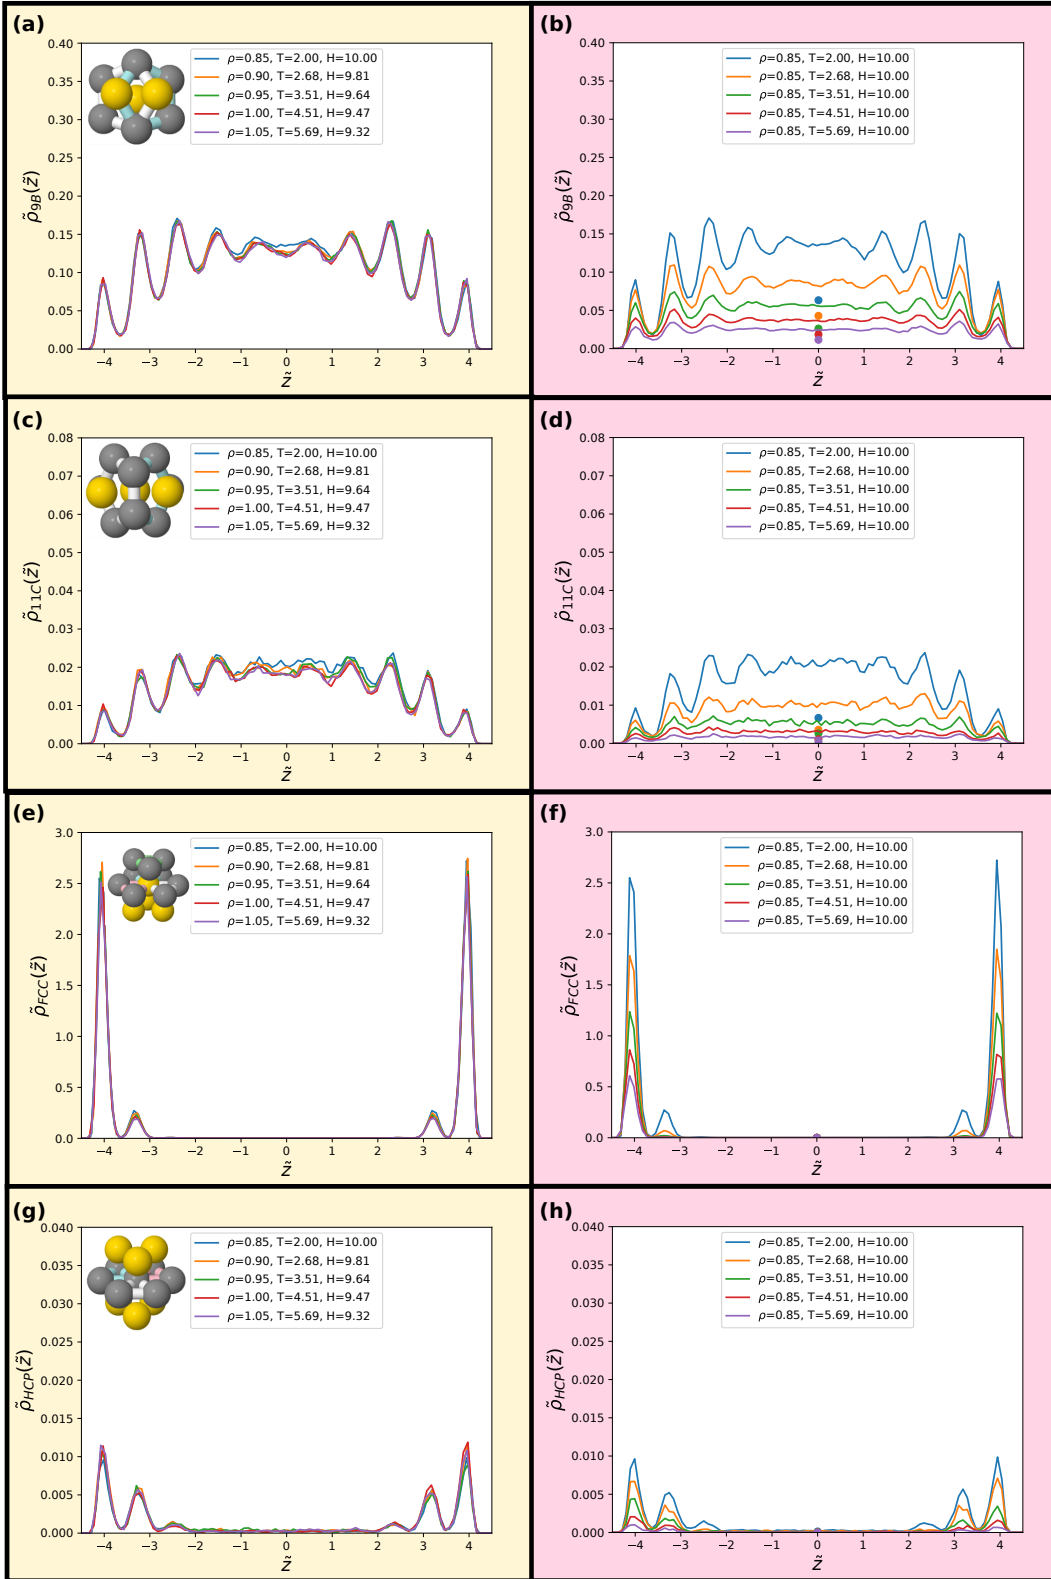 (a)
0.40
0.35
0.30
0.25
0.20
0.15
0.10
0.05
0.00
ρ̃9B(z̃)
ρ=0.85, T=2.00, H=10.00
ρ=0.90, T=2.68, H=9.81
ρ=0.95, T=3.51, H=9.64
ρ=1.00, T=4.51, H=9.47
ρ=1.05, T=5.69, H=9.32
−4 −3 −2 −1 0 1 2 3 4
z̃
(b)
0.40
0.35
0.30
0.25
0.20
0.15
0.10
0.05
0.00
ρ̃9B(z̃)
ρ=0.85, T=2.00, H=10.00
ρ=0.85, T=2.68, H=10.00
ρ=0.85, T=3.51, H=10.00
ρ=0.85, T=4.51, H=10.00
ρ=0.85, T=5.69, H=10.00
−4 −3 −2 −1 0 1 2 3 4
z̃
(c)
0.08
0.07
0.06
0.05
0.04
0.03
0.02
0.01
0.00
ρ̃11C(z̃)
ρ=0.85, T=2.00, H=10.00
ρ=0.90, T=2.68, H=9.81
ρ=0.95, T=3.51, H=9.64
ρ=1.00, T=4.51, H=9.47
ρ=1.05, T=5.69, H=9.32
−4 −3 −2 −1 0 1 2 3 4
z̃
(d)
0.08
0.07
0.06
0.05
0.04
0.03
0.02
0.01
0.00
ρ̃11C(z̃)
ρ=0.85, T=2.00, H=10.00
ρ=0.85, T=2.68, H=10.00
ρ=0.85, T=3.51, H=10.00
ρ=0.85, T=4.51, H=10.00
ρ=0.85, T=5.69, H=10.00
−4 −3 −2 −1 0 1 2 3 4
z̃
(e)
3.0
2.5
2.0
1.5
1.0
0.5
0.0
ρ̃FCC(z̃)
ρ=0.85, T=2.00, H=10.00
ρ=0.90, T=2.68, H=9.81
ρ=0.95, T=3.51, H=9.64
ρ=1.00, T=4.51, H=9.47
ρ=1.05, T=5.69, H=9.32
−4 −3 −2 −1 0 1 2 3 4
z̃
(f)
3.0
2.5
2.0
1.5
1.0
0.5
0.0
ρ̃FCC(z̃)
ρ=0.85, T=2.00, H=10.00
ρ=0.85, T=2.68, H=10.00
ρ=0.85, T=3.51, H=10.00
ρ=0.85, T=4.51, H=10.00
ρ=0.85, T=5.69, H=10.00
−4 −3 −2 −1 0 1 2 3 4
z̃
(g)
0.040
0.035
0.030
0.025
0.020
0.015
0.010
0.005
0.000
ρ̃HCP(z̃)
ρ=0.85, T=2.00, H=10.00
ρ=0.90, T=2.68, H=9.81
ρ=0.95, T=3.51, H=9.64
ρ=1.00, T=4.51, H=9.47
ρ=1.05, T=5.69, H=9.32
−4 −3 −2 −1 0 1 2 3 4
z̃
(h)
0.040
0.035
0.030
0.025
0.020
0.015
0.010
0.005
0.000
ρ̃HCP(z̃)
ρ=0.85, T=2.00, H=10.00
ρ=0.85, T=2.68, H=10.00
ρ=0.85, T=3.51, H=10.00
ρ=0.85, T=4.51, H=10.00
ρ=0.85, T=5.69, H=10.00
−4 −3 −2 −1 0 1 2 3 4
z̃